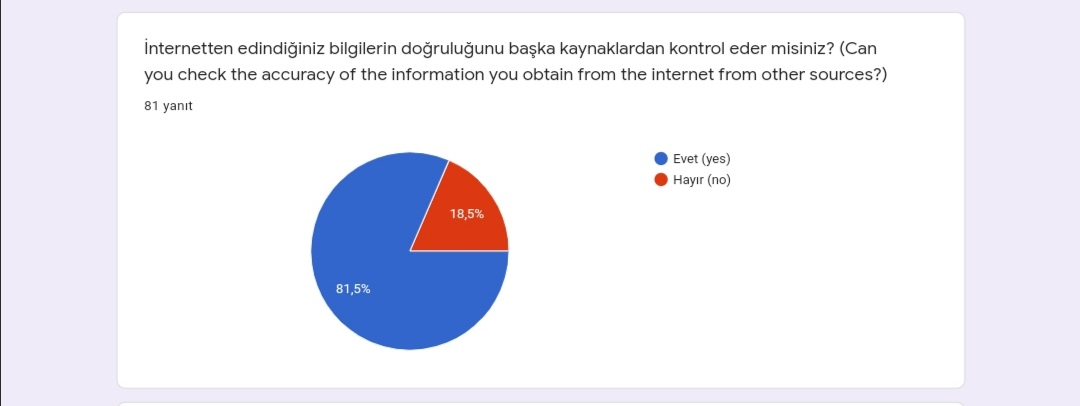 İnternetten edindiğiniz bilgilerin doğruluğunu başka kaynaklardan kontrol eder misiniz? (Can
you check the accuracy of the information you obtain from the internet from other sources?)
81 yanıt
Evet (yes)
Hayır (no)
18,5%
81,5%